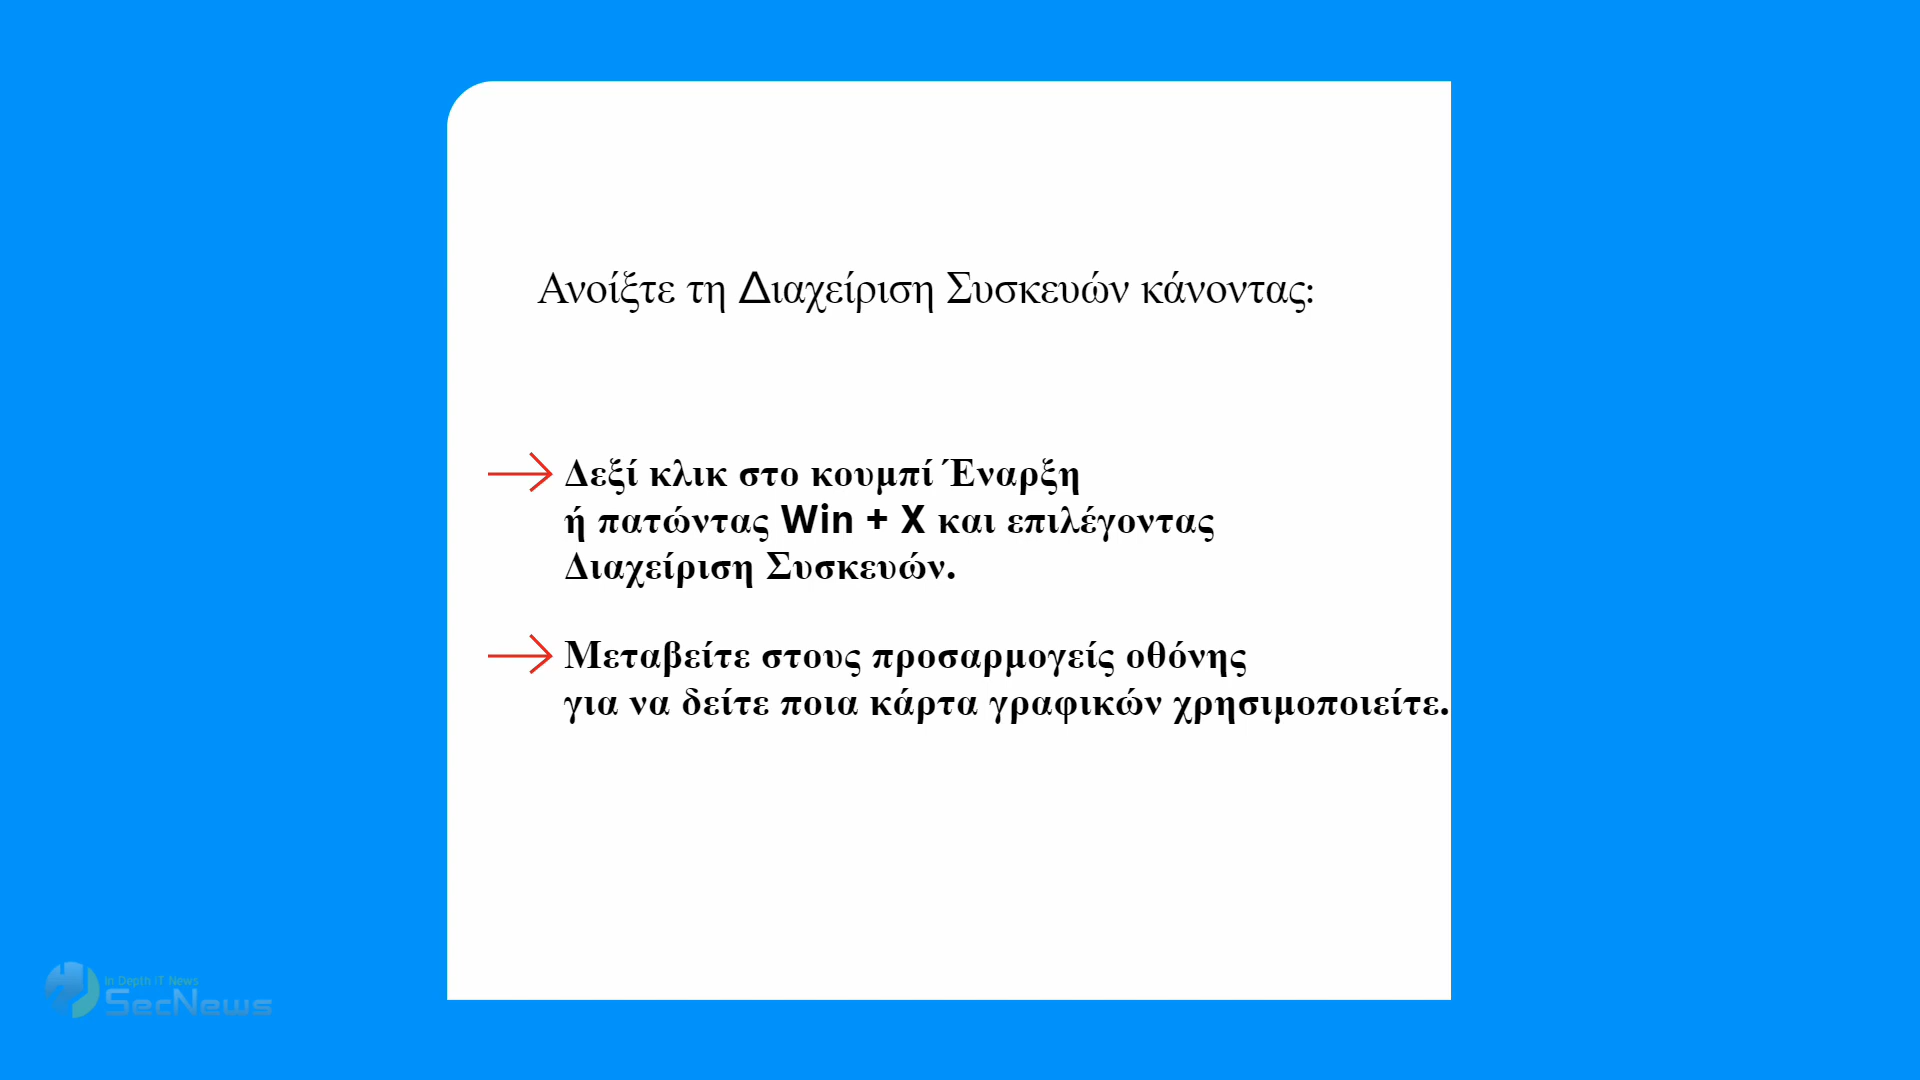 Ανοίξτε τη Διαχείριση Συσκευών κάνοντας:
Δεξί κλικ στο κουμπί Έναρξη
ή πατώντας Win + X και επιλέγοντας
Διαχείριση Συσκευών.
Μεταβείτε στους προσαρμογείς οθόνης
για να δείτε ποια κάρτα γραφικών χρησιμοποιείτε.
In Depth IT News
SecNews